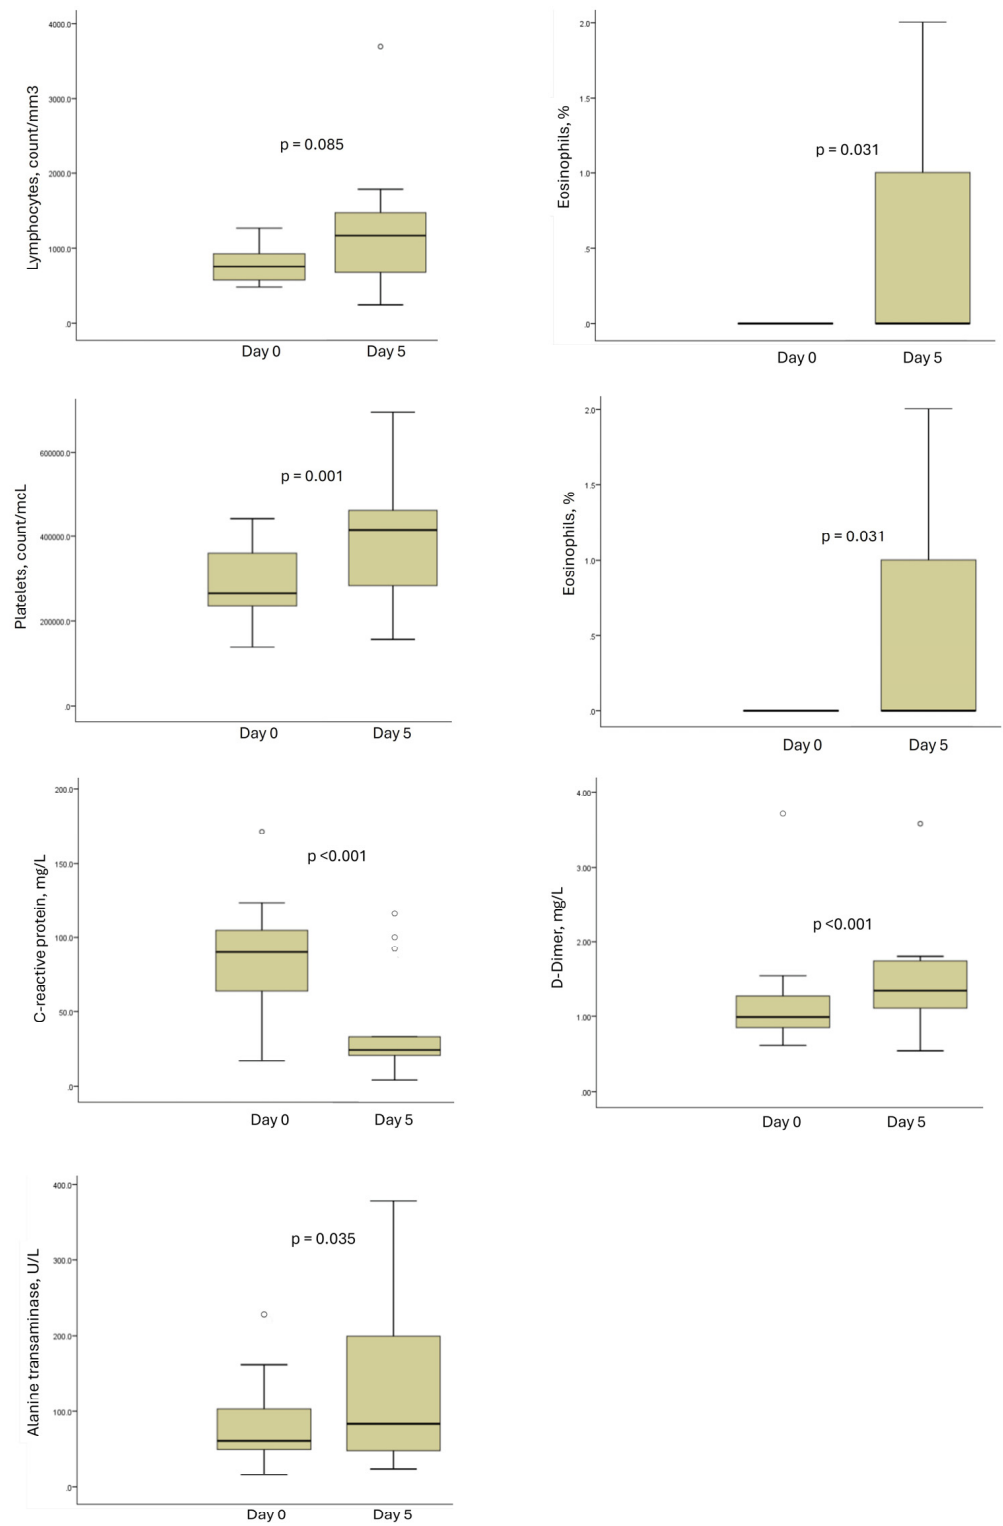 Lymphocytes, count/mm3
4000.0
3000.0
2000.0
1000.0
.0
p = 0.085
Day 0 Day 5
Eosinophils, %
2.0
1.5
1.0
.5
.0
p = 0.031
Day 0 Day 5
Platelets, count/mcL
600000.0
400000.0
200000.0
.0
p = 0.001
Day 0 Day 5
Eosinophils, %
2.0
1.5
1.0
.5
.0
p = 0.031
Day 0 Day 5
C-reactive protein, mg/L
200.0
150.0
100.0
50.0
.0
p <0.001
Day 0 Day 5
D-Dimer, mg/L
4.00
3.00
2.00
1.00
.00
p <0.001
Day 0 Day 5
Alanine transaminase, U/L
400.0
300.0
200.0
100.0
.0
p = 0.035
Day 0 Day 5